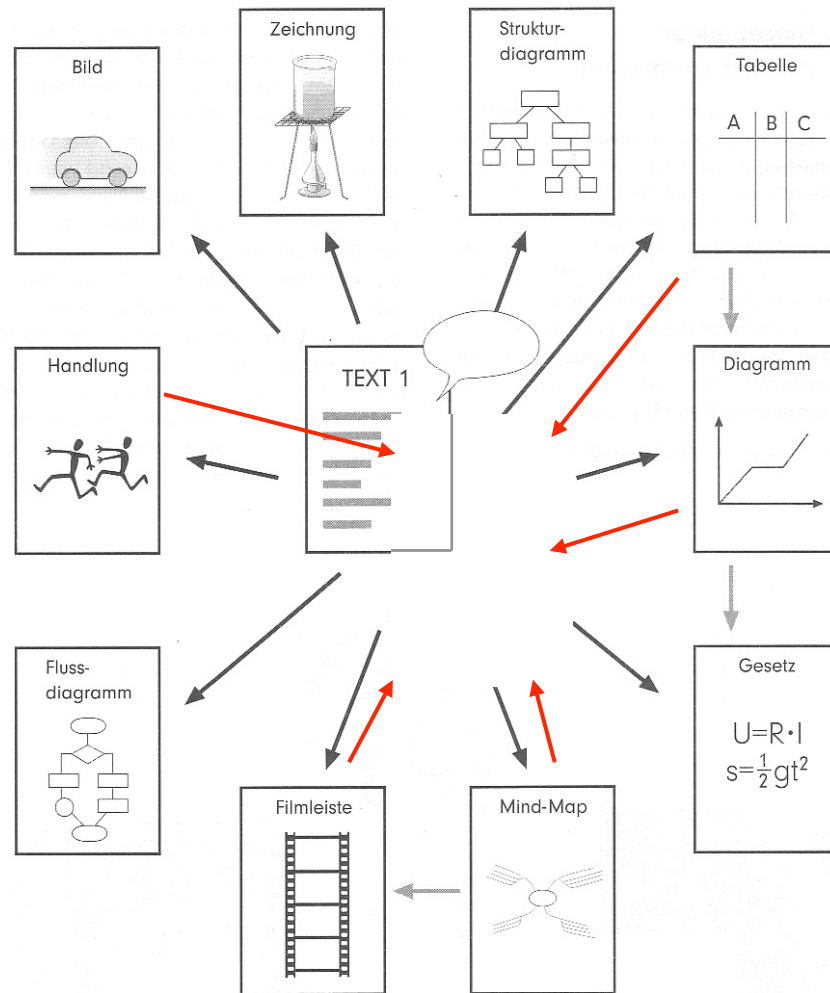 Bild
Zeichnung
Struktur-
diagramm
Tabelle
A B C
Handlung
TEXT 1
Diagramm
Fluss-
diagramm
Filmleiste
Mind-Map
Gesetz
U=R·I
s=½gt²